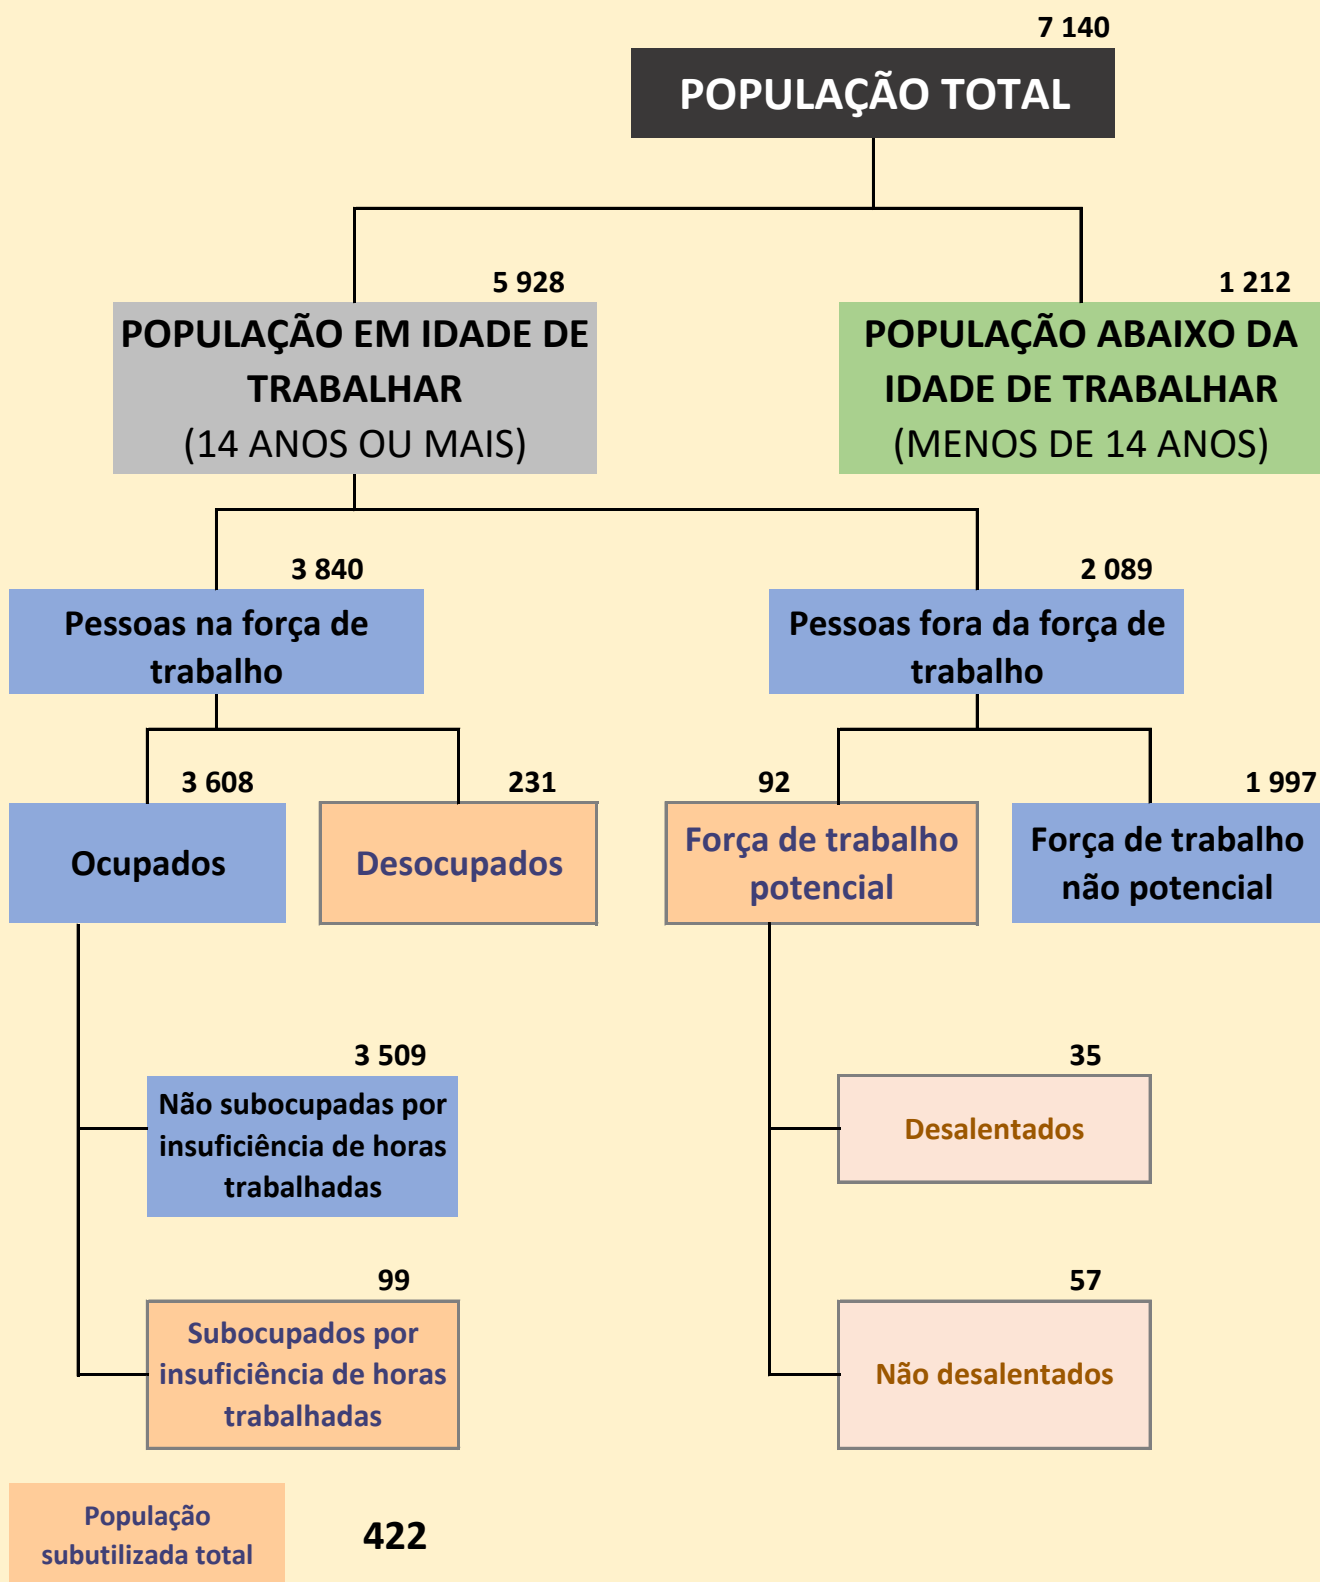 7 140
POPULAÇÃO TOTAL
5 928
POPULAÇÃO EM IDADE DE
TRABALHAR
(14 ANOS OU MAIS)
1 212
POPULAÇÃO ABAIXO DA
IDADE DE TRABALHAR
(MENOS DE 14 ANOS)
3 840
Pessoas na força de
trabalho
2 089
Pessoas fora da força de
trabalho
3 608
Ocupados
231
Desocupados
92
Força de trabalho
potencial
1 997
Força de trabalho
não potencial
3 509
Não subocupadas por
insuficiência de horas
trabalhadas
35
Desalentados
99
Subocupados por
insuficiência de horas
trabalhadas
57
Não desalentados
População
subutilizada total
422